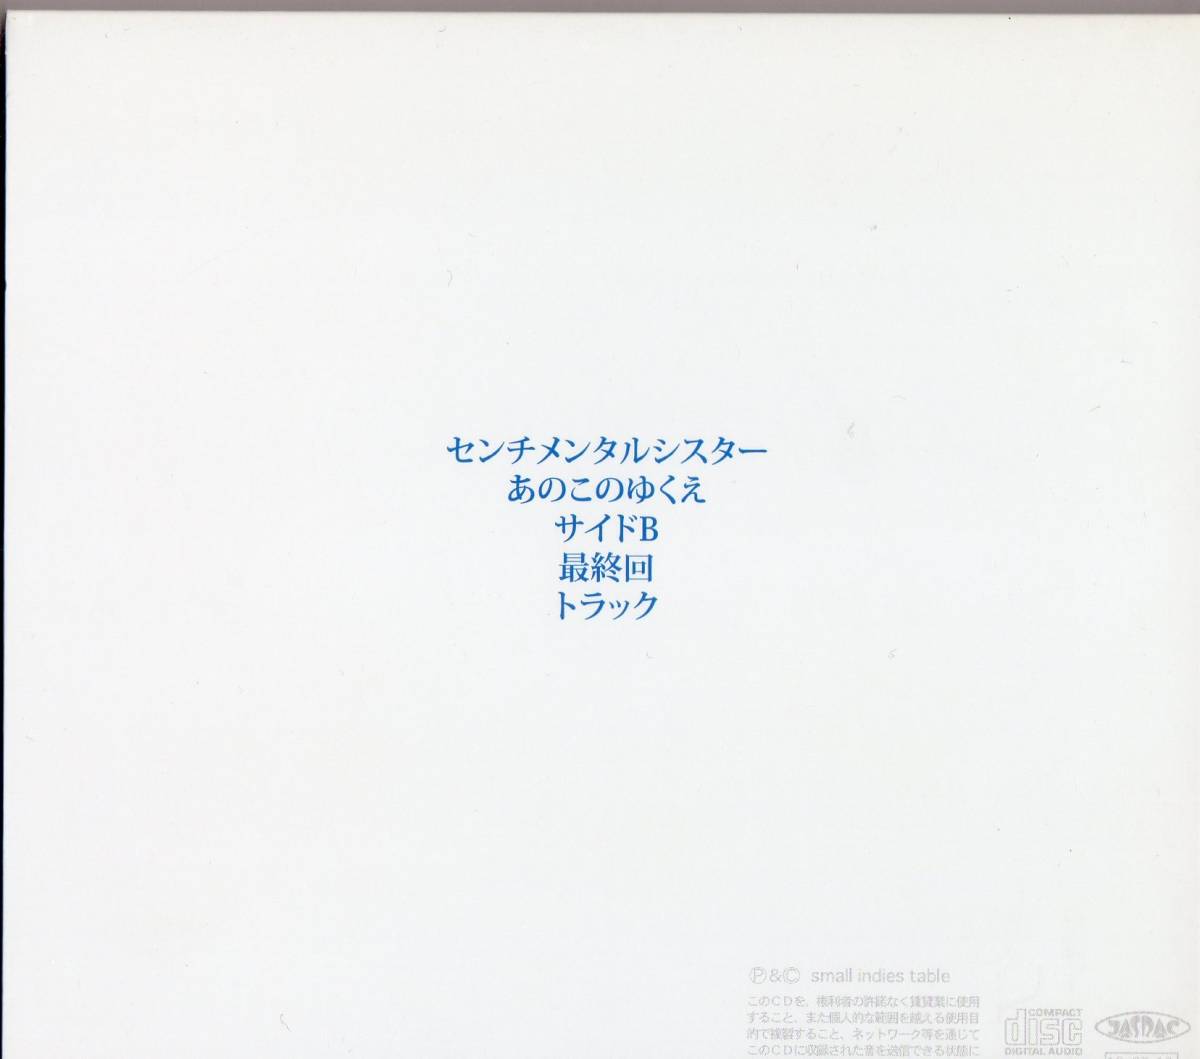 センチメンタルシスター
あのこのゆくえ
サイドB
最終回
トラック
Ⓟ&© small indies table
このCDを、権利者の許諾なく賃貸業に使用
すること、また個人的な範囲を越える使用目
的で複製すること、ネットワーク等を通じて
このCDに収録された音を送信できる状態に
COMPACT
disc
DIGITAL AUDIO
JASRAC